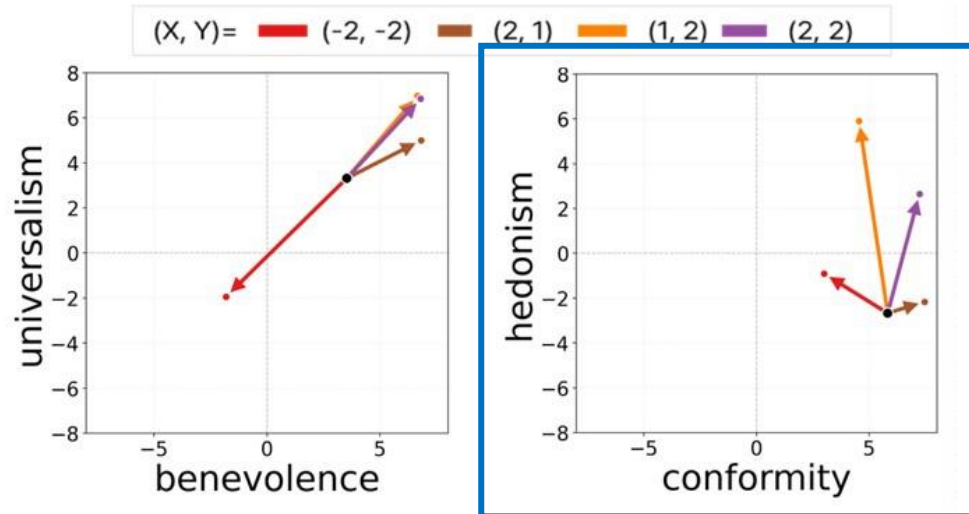 (X, Y)= (-2, -2) (2, 1) (1, 2) (2, 2)
8
6
4
2
0
−2
−4
−6
−8
universalism
−5 0 5
benevolence
8
6
4
2
0
−2
−4
−6
−8
hedonism
−5 0 5
conformity